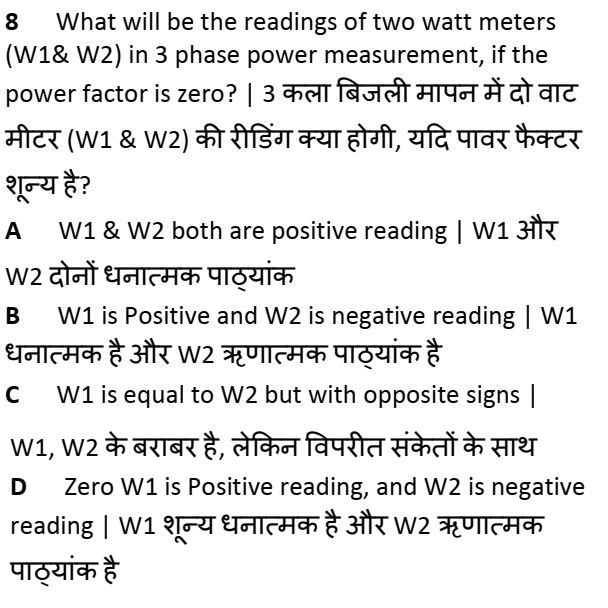 8 What will be the readings of two watt meters
(W1& W2) in 3 phase power measurement, if the
power factor is zero? | 3 कला बिजली मापन में दो वाट
मीटर (W1 & W2) की रीडिंग क्या होगी, यदि पावर फैक्टर
शून्य है?
A W1 & W2 both are positive reading | W1 और
W2 दोनों धनात्मक पाठ्यांक
B W1 is Positive and W2 is negative reading | W1
धनात्मक है और W2 ऋणात्मक पाठ्यांक है
C W1 is equal to W2 but with opposite signs |
W1, W2 के बराबर है, लेकिन विपरीत संकेतों के साथ
D Zero W1 is Positive reading, and W2 is negative
reading | W1 शून्य धनात्मक है और W2 ऋणात्मक
पाठ्यांक है